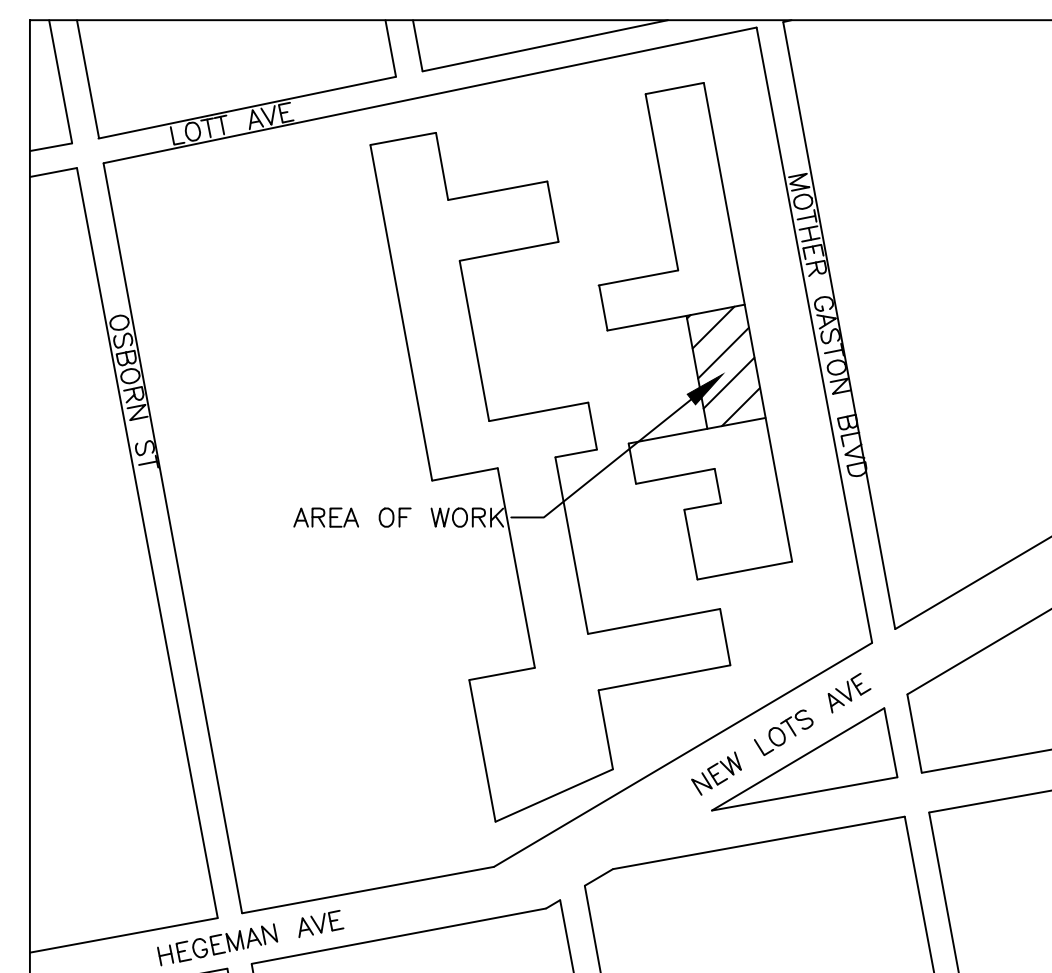 LOTT AVE
MOTHER GASTON BLVD
OSBORN ST
AREA OF WORK
NEW LOTS AVE
HEGEMAN AVE